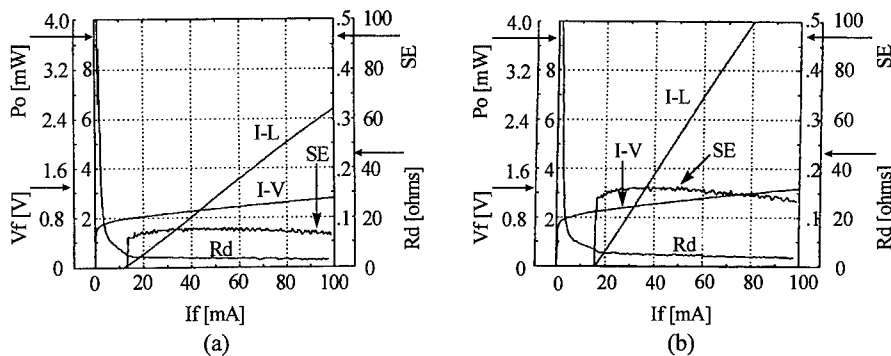 4.0
3.2
2.4
1.6
0.8
0
8
6
4
2
Po [mW]
Vf [V]
.5
.4
.3
.2
.1
0
100
80
60
40
20
0
SE
Rd [ohms]
I-L
I-V
SE
Rd
0 20 40 60 80 100
If [mA]
(a)
4.0
3.2
2.4
1.6
0.8
0
8
6
4
2
Po [mW]
Vf [V]
.5
.4
.3
.2
.1
0
100
80
60
40
20
0
SE
Rd [ohms]
I-L
I-V
SE
Rd
0 20 40 60 80 100
If [mA]
(b)